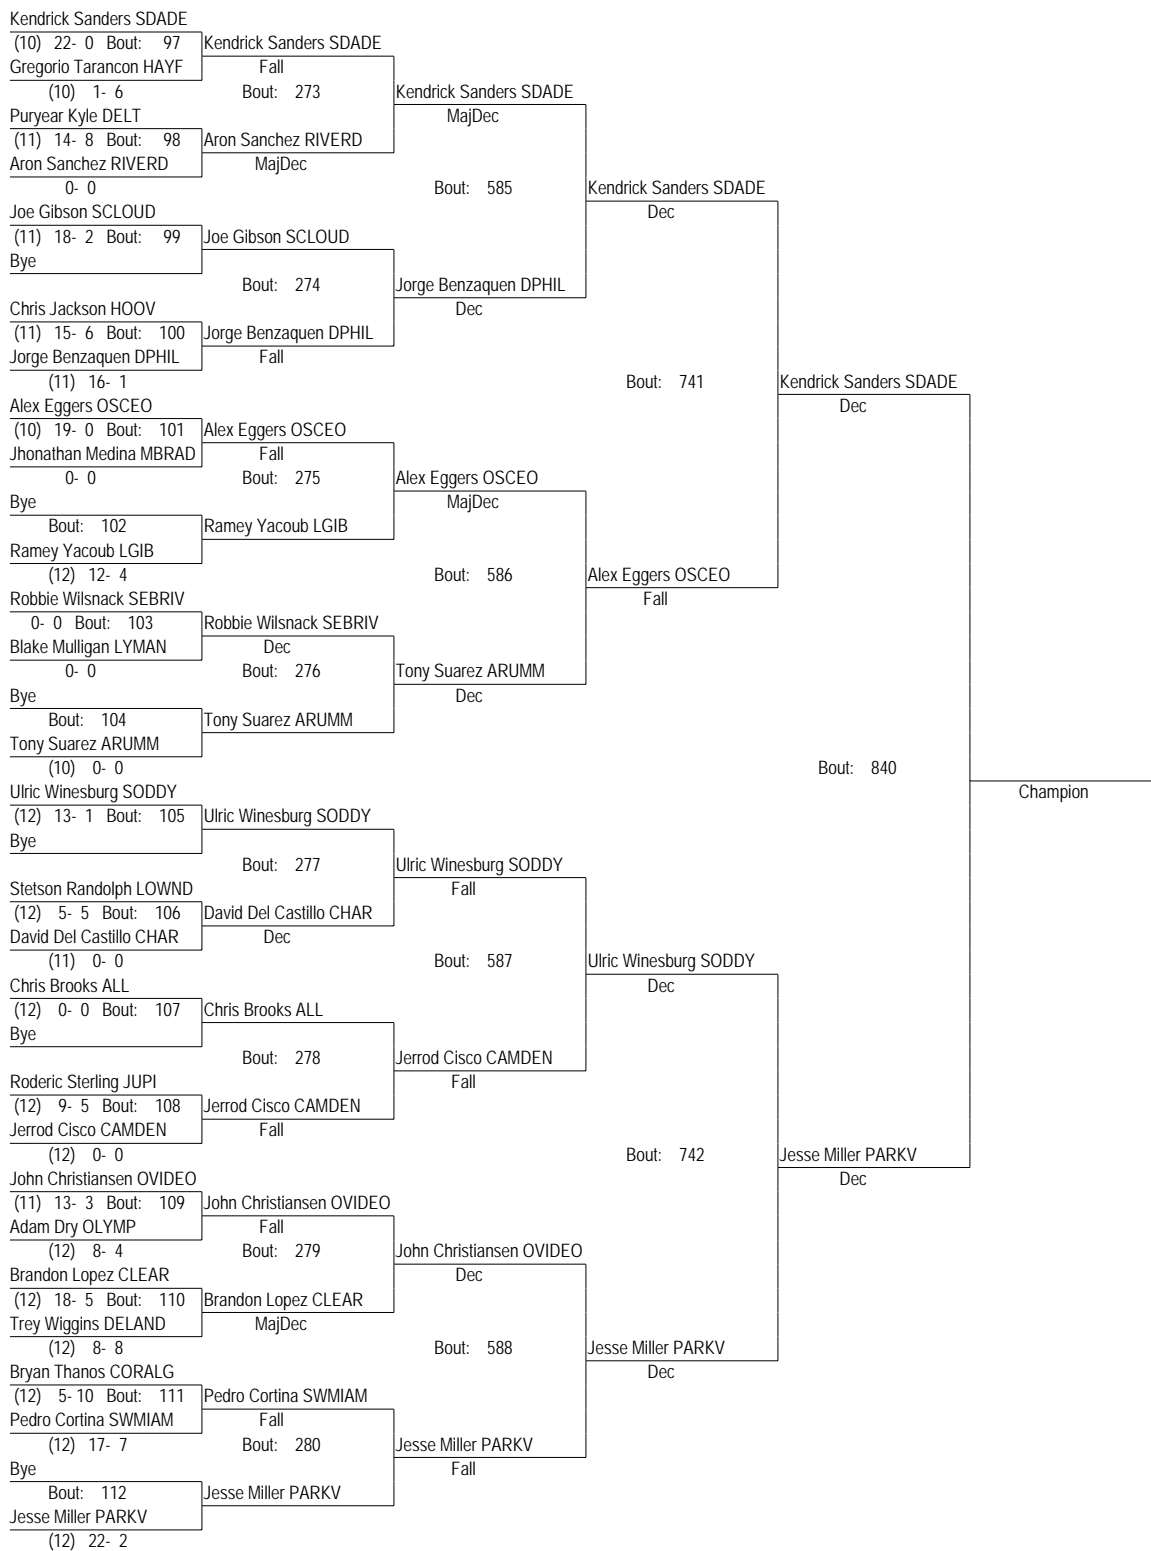 Kendrick Sanders SDADE
(10) 22- 0 Bout: 97 Kendrick Sanders SDADE
Gregorio Tarancon HAYF Fall
(10) 1- 6 Bout: 273 Kendrick Sanders SDADE
Puryear Kyle DELT MajDec
(11) 14- 8 Bout: 98 Aron Sanchez RIVERD
Aron Sanchez RIVERD MajDec
0- 0 Bout: 585 Kendrick Sanders SDADE
Joe Gibson SCLOUD Dec
(11) 18- 2 Bout: 99 Joe Gibson SCLOUD
Bye
Bout: 274 Jorge Benzaquen DPHIL
Chris Jackson HOOV Dec
(11) 15- 6 Bout: 100 Jorge Benzaquen DPHIL
Jorge Benzaquen DPHIL Fall
(11) 16- 1 Bout: 741 Kendrick Sanders SDADE
Alex Eggers OSCEO Dec
(10) 19- 0 Bout: 101 Alex Eggers OSCEO
Jhonathan Medina MBRAD Fall
0- 0 Bout: 275 Alex Eggers OSCEO
Bye MajDec
Bout: 102 Ramey Yacoub LGIB
Ramey Yacoub LGIB
(12) 12- 4 Bout: 586 Alex Eggers OSCEO
Robbie Wilsnack SEBRIV Fall
0- 0 Bout: 103 Robbie Wilsnack SEBRIV
Blake Mulligan LYMAN Dec
0- 0 Bout: 276 Tony Suarez ARUMM
Bye Dec
Bout: 104 Tony Suarez ARUMM
Tony Suarez ARUMM
(10) 0- 0 Bout: 840
Ulric Winesburg SODDY Champion
(12) 13- 1 Bout: 105 Ulric Winesburg SODDY
Bye
Bout: 277 Ulric Winesburg SODDY
Stetson Randolph LOWND Fall
(12) 5- 5 Bout: 106 David Del Castillo CHAR
David Del Castillo CHAR Dec
(11) 0- 0 Bout: 587 Ulric Winesburg SODDY
Chris Brooks ALL Dec
(12) 0- 0 Bout: 107 Chris Brooks ALL
Bye
Bout: 278 Jerrod Cisco CAMDEN
Roderic Sterling JUPI Fall
(12) 9- 5 Bout: 108 Jerrod Cisco CAMDEN
Jerrod Cisco CAMDEN Fall
(12) 0- 0 Bout: 742 Jesse Miller PARKV
John Christiansen OVIDEO Dec
(11) 13- 3 Bout: 109 John Christiansen OVIDEO
Adam Dry OLYMP Fall
(12) 8- 4 Bout: 279 John Christiansen OVIDEO
Brandon Lopez CLEAR Dec
(12) 18- 5 Bout: 110 Brandon Lopez CLEAR
Trey Wiggins DELAND MajDec
(12) 8- 8 Bout: 588 Jesse Miller PARKV
Bryan Thanos CORALG Dec
(12) 5- 10 Bout: 111 Pedro Cortina SWMIAM
Pedro Cortina SWMIAM Fall
(12) 17- 7 Bout: 280 Jesse Miller PARKV
Bye Fall
Bout: 112 Jesse Miller PARKV
Jesse Miller PARKV
(12) 22- 2